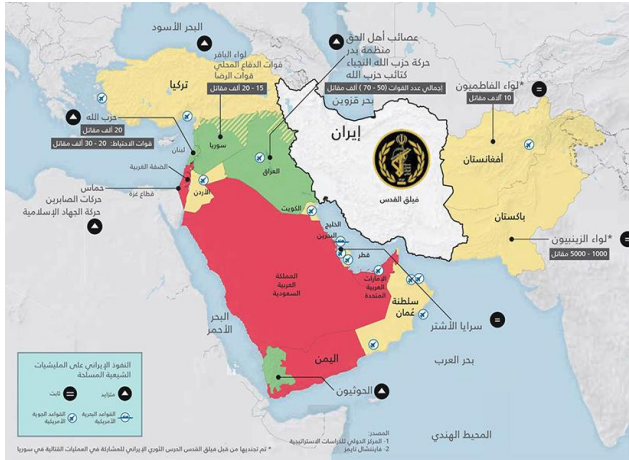 البحر الأسود
عصائب أهل الحق
منظمة بدر
حركة حزب الله النجباء
كتائب حزب الله
إجمالي عدد القوات (50 - 70 ) ألف مقاتل
بحر قزوين
لواء الباقر
قوات الدفاع المحلي
قوات الرضا
15 - 20 ألف مقاتل
تركيا
لواء الفاطميون*
10 آلاف مقاتل
حزب الله
20 ألف مقاتل
قوات الاحتياط: 20 - 30 ألف مقاتل
إيران
فيلق القدس
سوريا
لبنان
العراق
أفغانستان
الضفة الغربية
قطاع غزة
الأردن
حماس
حركات الصابرين
حركة الجهاد الإسلامية
الكويت
باكستان
لواء الزينبيون*
1000 - 5000 مقاتل
الخليج
البحرين
قطر
المملكة
العربية
السعودية
الإمارات
العربية
المتحدة
سلطنة
عُمان
سرايا الأشتر
البحر
الأحمر
اليمن
بحر العرب
الحوثيون
المحيط الهندي
النفوذ الإيراني على المليشيات
الشيعية المسلحة
متزايد
ثابت
القواعد البحرية
الأمريكية
القواعد الجوية
الأمريكية
المصدر:
1- المركز الدولي للدراسات الاستراتيجية
2- فايننشال تايمز
* تم تجنيدها من قبل فيلق القدس الحرس الثوري الإيراني للمشاركة في العمليات القتالية في سوريا